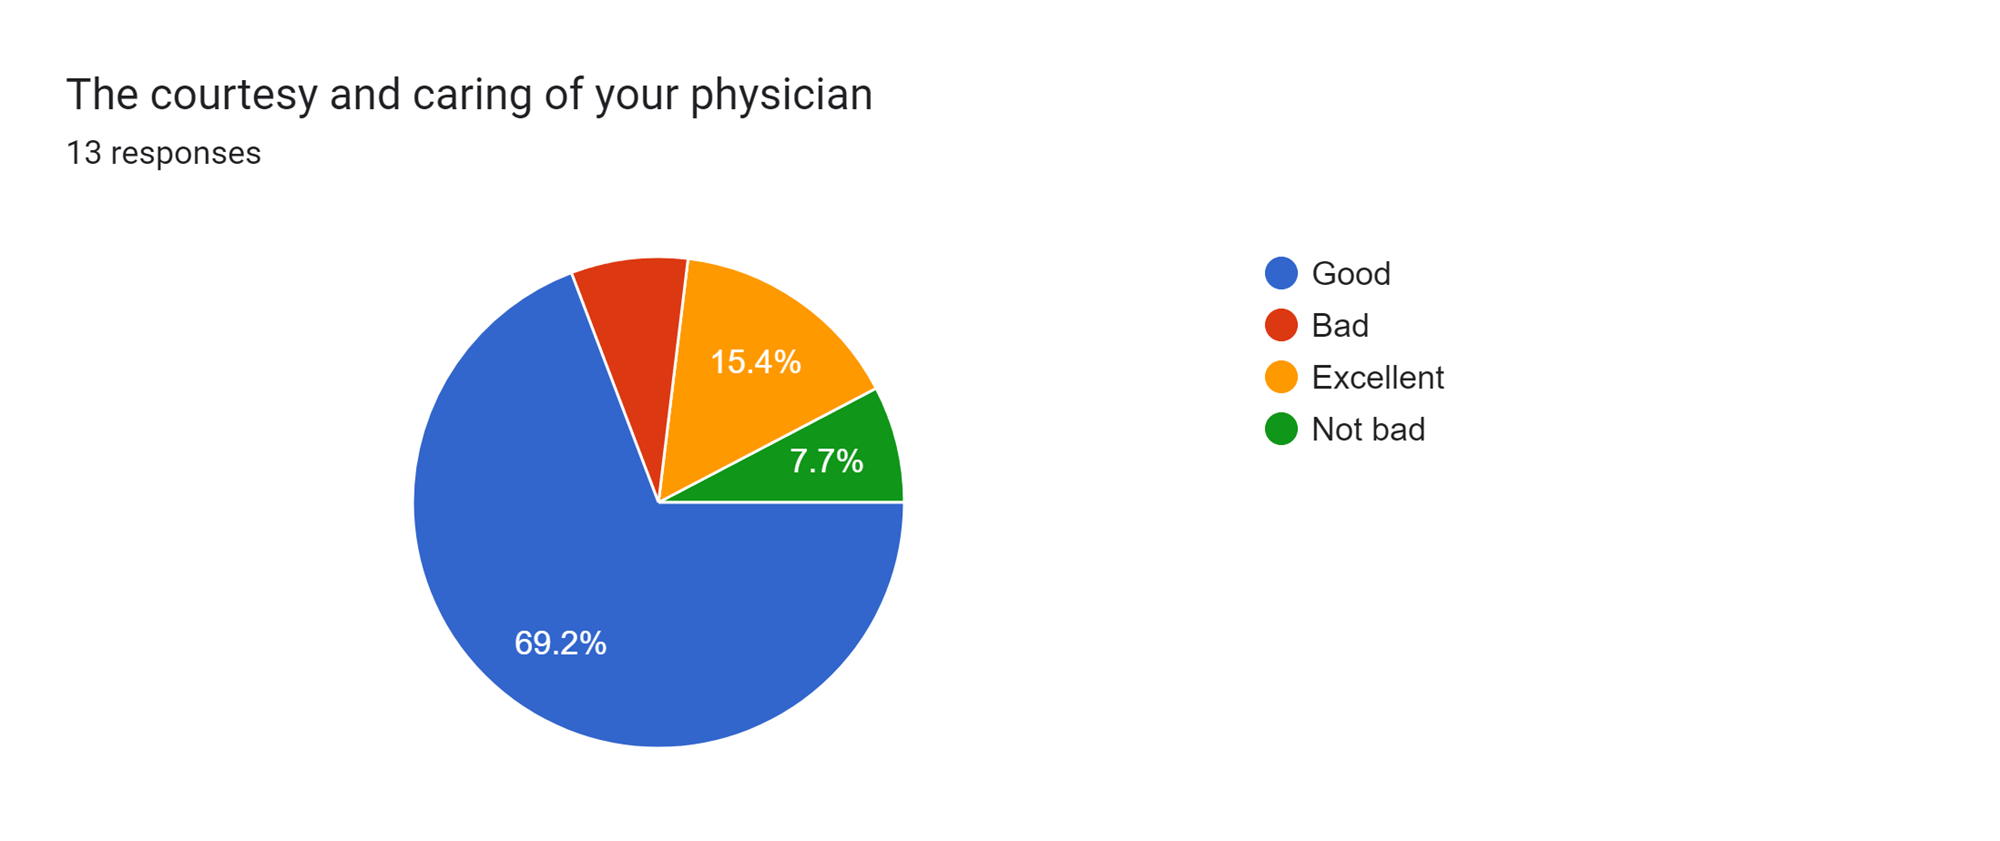 The courtesy and caring of your physician
13 responses
Good
Bad
Excellent
Not bad
15.4%
7.7%
69.2%